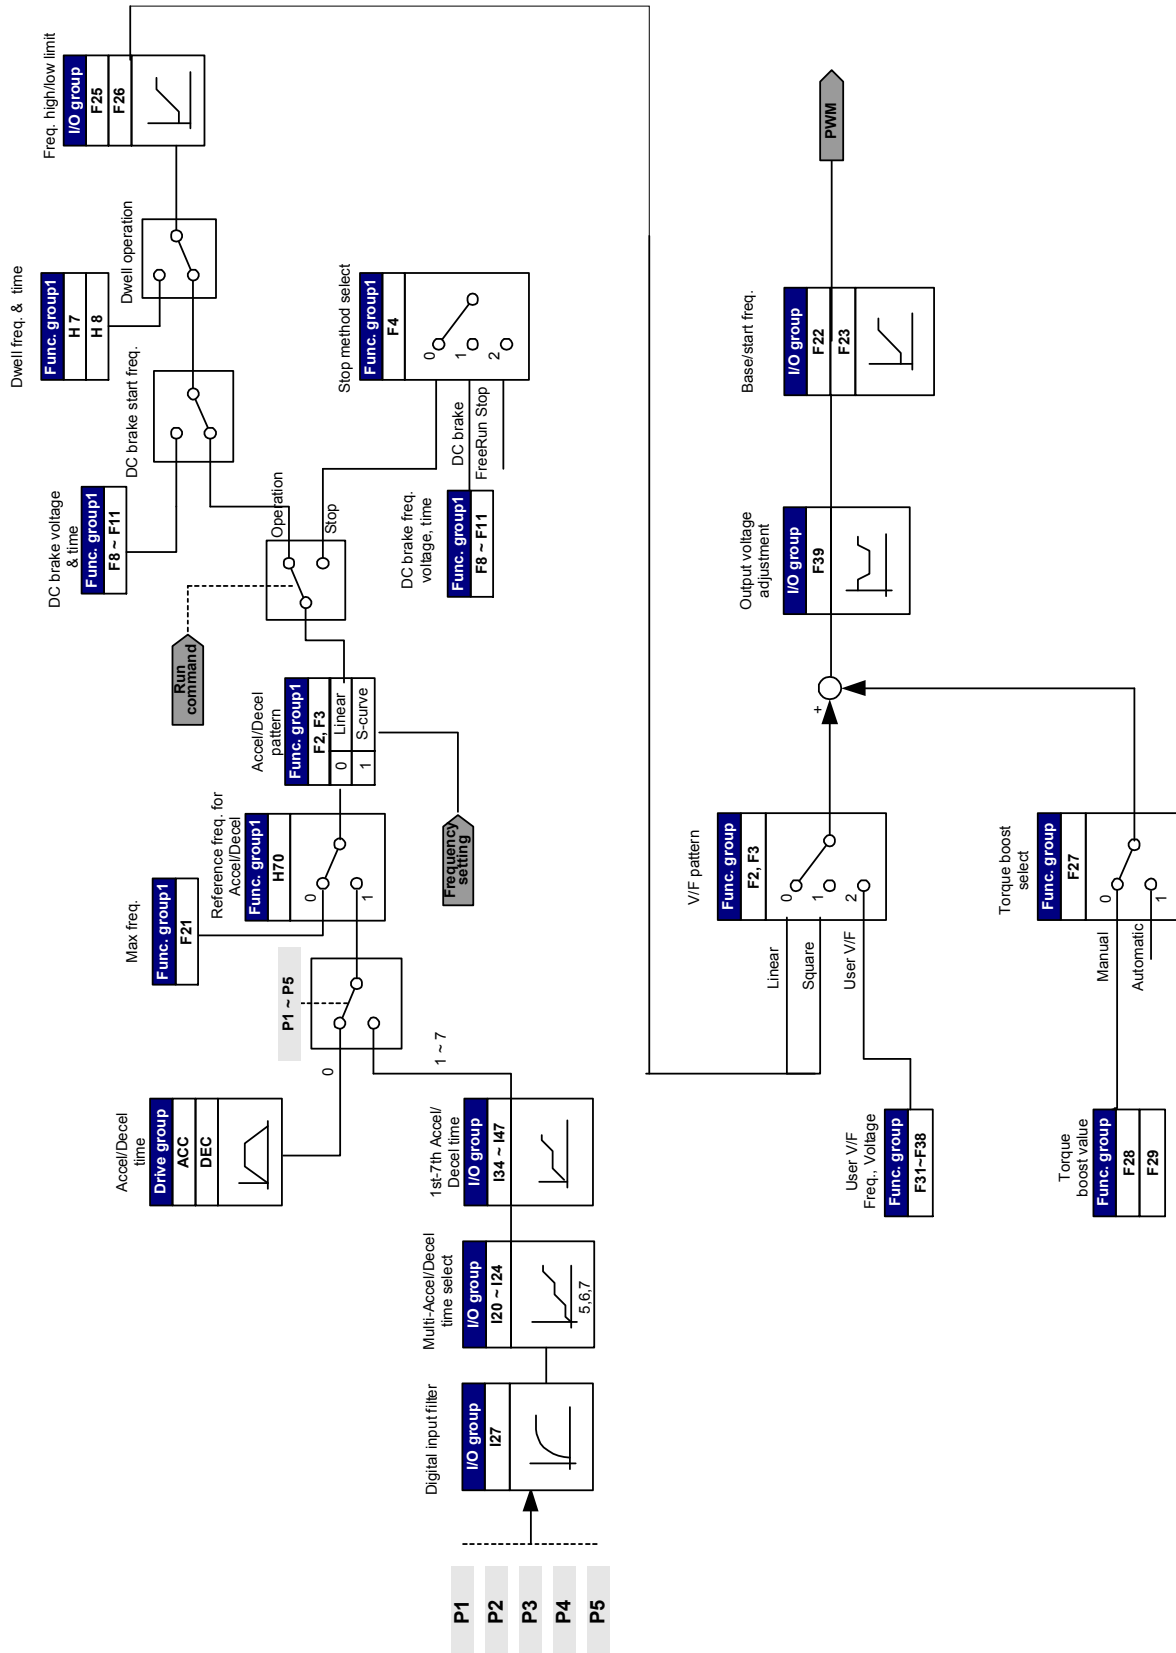 P1
P2
P3
P4
P5
Digital input filter
I/O group
I27
Multi-Accel/Decel
time select
I/O group
I20 ~ I24
5,6,7
1st-7th Accel/
Decel time
I/O group
I34 ~ I47
Accel/Decel
time
Drive group
ACC
DEC
0
1 ~ 7
P1 ~ P5
Max freq.
Func. group1
F21
Reference freq. for
Accel/Decel
Func. group1
H70
0
1
Frequency
setting
Accel/Decel
pattern
Func. group1
F2, F3
0 Linear
1 S-curve
Run
command
Operation
Stop
DC brake voltage
& time
Func. group1
F8 ~ F11
DC brake freq.
voltage, time
Func. group1
F8 ~ F11
DC brake start freq.
DC brake
FreeRun Stop
Stop method select
Func. group1
F4
0
1
2
Dwell freq. & time
Func. group1
H 7
H 8
Dwell operation
Freq. high/low limit
I/O group
F25
F26
User V/F
Freq., Voltage
Func. group
F31~F38
Linear
Square
User V/F
V/F pattern
Func. group
F2, F3
0
1
2
Torque
boost value
Func. group
F28
F29
Manual
Automatic
Torque boost
select
Func. group
F27
0
1
+
Output voltage
adjustment
I/O group
F39
Base/start freq.
I/O group
F22
F23
PWM